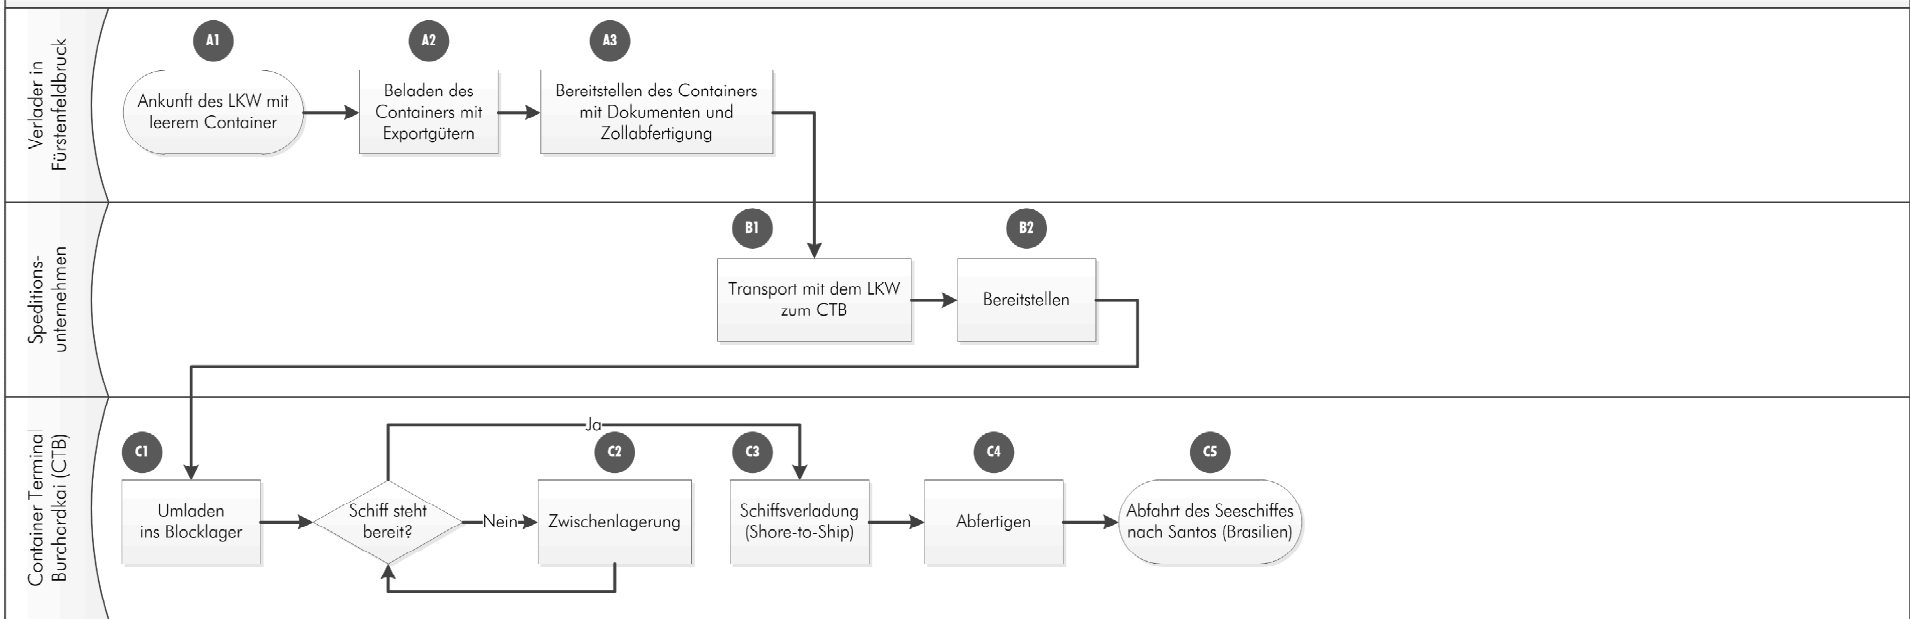 Verlader in
Fürstenfeldbruck
A1
Ankunft des LKW mit
leerem Container
A2
Beladen des
Containers mit
Exportgütern
A3
Bereitstellen des Containers
mit Dokumenten und
Zollabfertigung
Speditions-
unternehmen
B1
Transport mit dem LKW
zum CTB
B2
Bereitstellen
Container Terminal
Burchardkai (CTB)
C1
Umladen
ins Blocklager
Schiff steht
bereit?
Ja
Nein
C2
Zwischenlagerung
C3
Schiffsverladung
(Shore-to-Ship)
C4
Abfertigen
C5
Abfahrt des Seeschiffes
nach Santos (Brasilien)